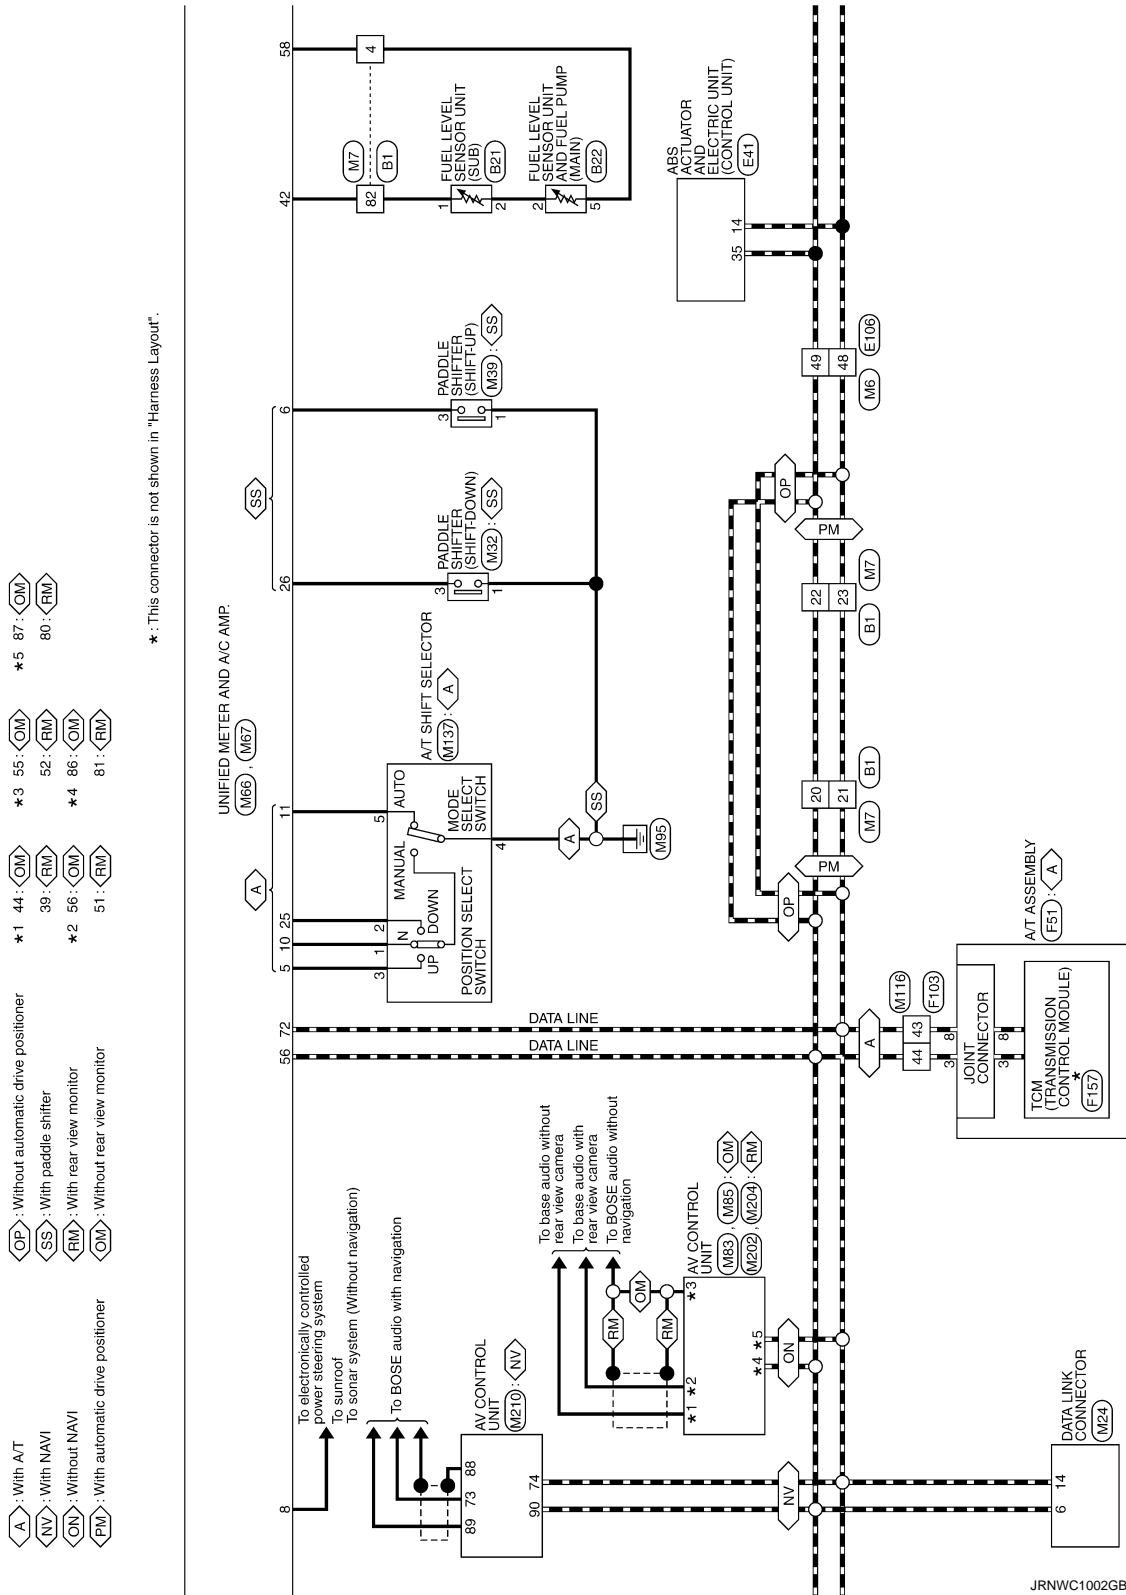 A : With A/T
NV : With NAVI
ON : Without NAVI
PM : With automatic drive positioner
OP : Without automatic drive positioner
SS : With paddle shifter
RM : With rear view monitor
OM : Without rear view monitor
★1 44 : OM
39 : RM
★2 56 : OM
51 : RM
★3 55 : OM
52 : RM
★4 86 : OM
81 : RM
★5 87 : OM
80 : RM
★ : This connector is not shown in "Harness Layout".
UNIFIED METER AND A/C AMP.
M66 , M67
8
56
72
A
5
10
25
11
SS
26
6
42
58
To electronically controlled
power steering system
To sunroof
To sonar system (Without navigation)
To BOSE audio with navigation
AV CONTROL
UNIT
M210 : NV
89
73
88
90
74
To base audio without
rear view camera
To base audio with
rear view camera
To BOSE audio without
navigation
RM
OM
RM
AV CONTROL
UNIT
M83 , M85 : OM
M202 , M204 : RM
★1
★2
★3
★4
★5
ON
NV
DATA LINK
CONNECTOR
M24
6
14
DATA LINE
DATA LINE
A
44
43
M116
F103
3
8
JOINT
CONNECTOR
3
8
TCM
(TRANSMISSION
CONTROL MODULE)
★
F157
A/T ASSEMBLY
F51 : A
3
1
2
5
UP
N
DOWN
MANUAL
AUTO
POSITION SELECT
SWITCH
MODE
SELECT
SWITCH
4
A/T SHIFT SELECTOR
M137 : A
A
SS
M95
3
1
PADDLE
SHIFTER
(SHIFT-DOWN)
M32 : SS
3
1
PADDLE
SHIFTER
(SHIFT-UP)
M39 : SS
82
4
M7
B1
1
2
FUEL LEVEL
SENSOR UNIT
(SUB)
B21
2
5
FUEL LEVEL
SENSOR UNIT
AND FUEL PUMP
(MAIN)
B22
OP
PM
20
21
M7
B1
22
23
B1
M7
PM
OP
49
48
M6
E106
35
14
ABS
ACTUATOR
AND
ELECTRIC UNIT
(CONTROL UNIT)
E41
JRNWC1002GB